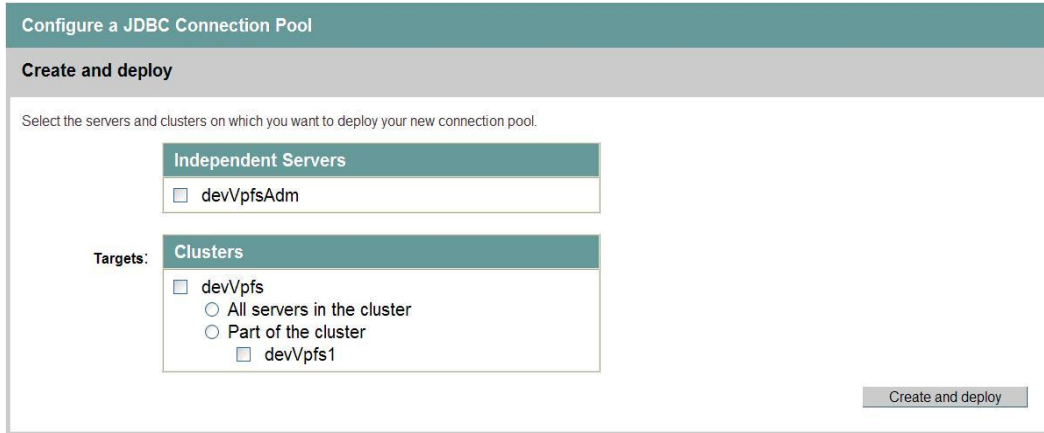 Configure a JDBC Connection Pool
Create and deploy
Select the servers and clusters on which you want to deploy your new connection pool.
Independent Servers
devVpfsAdm
Targets:
Clusters
devVpfs
All servers in the cluster
Part of the cluster
devVpfs1
Create and deploy